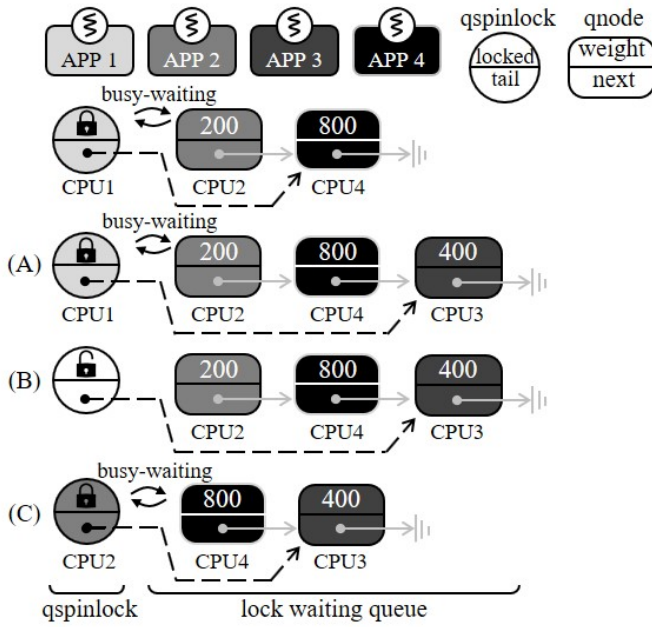 qspinlock qnode
APP 1 APP 2 APP 3 APP 4 locked weight
tail next
busy-waiting
200 800
CPU1 CPU2 CPU4
busy-waiting
(A) 200 800 400
CPU1 CPU2 CPU4 CPU3
(B) 200 800 400
CPU2 CPU4 CPU3
busy-waiting
(C) 800 400
CPU2 CPU4 CPU3
qspinlock lock waiting queue